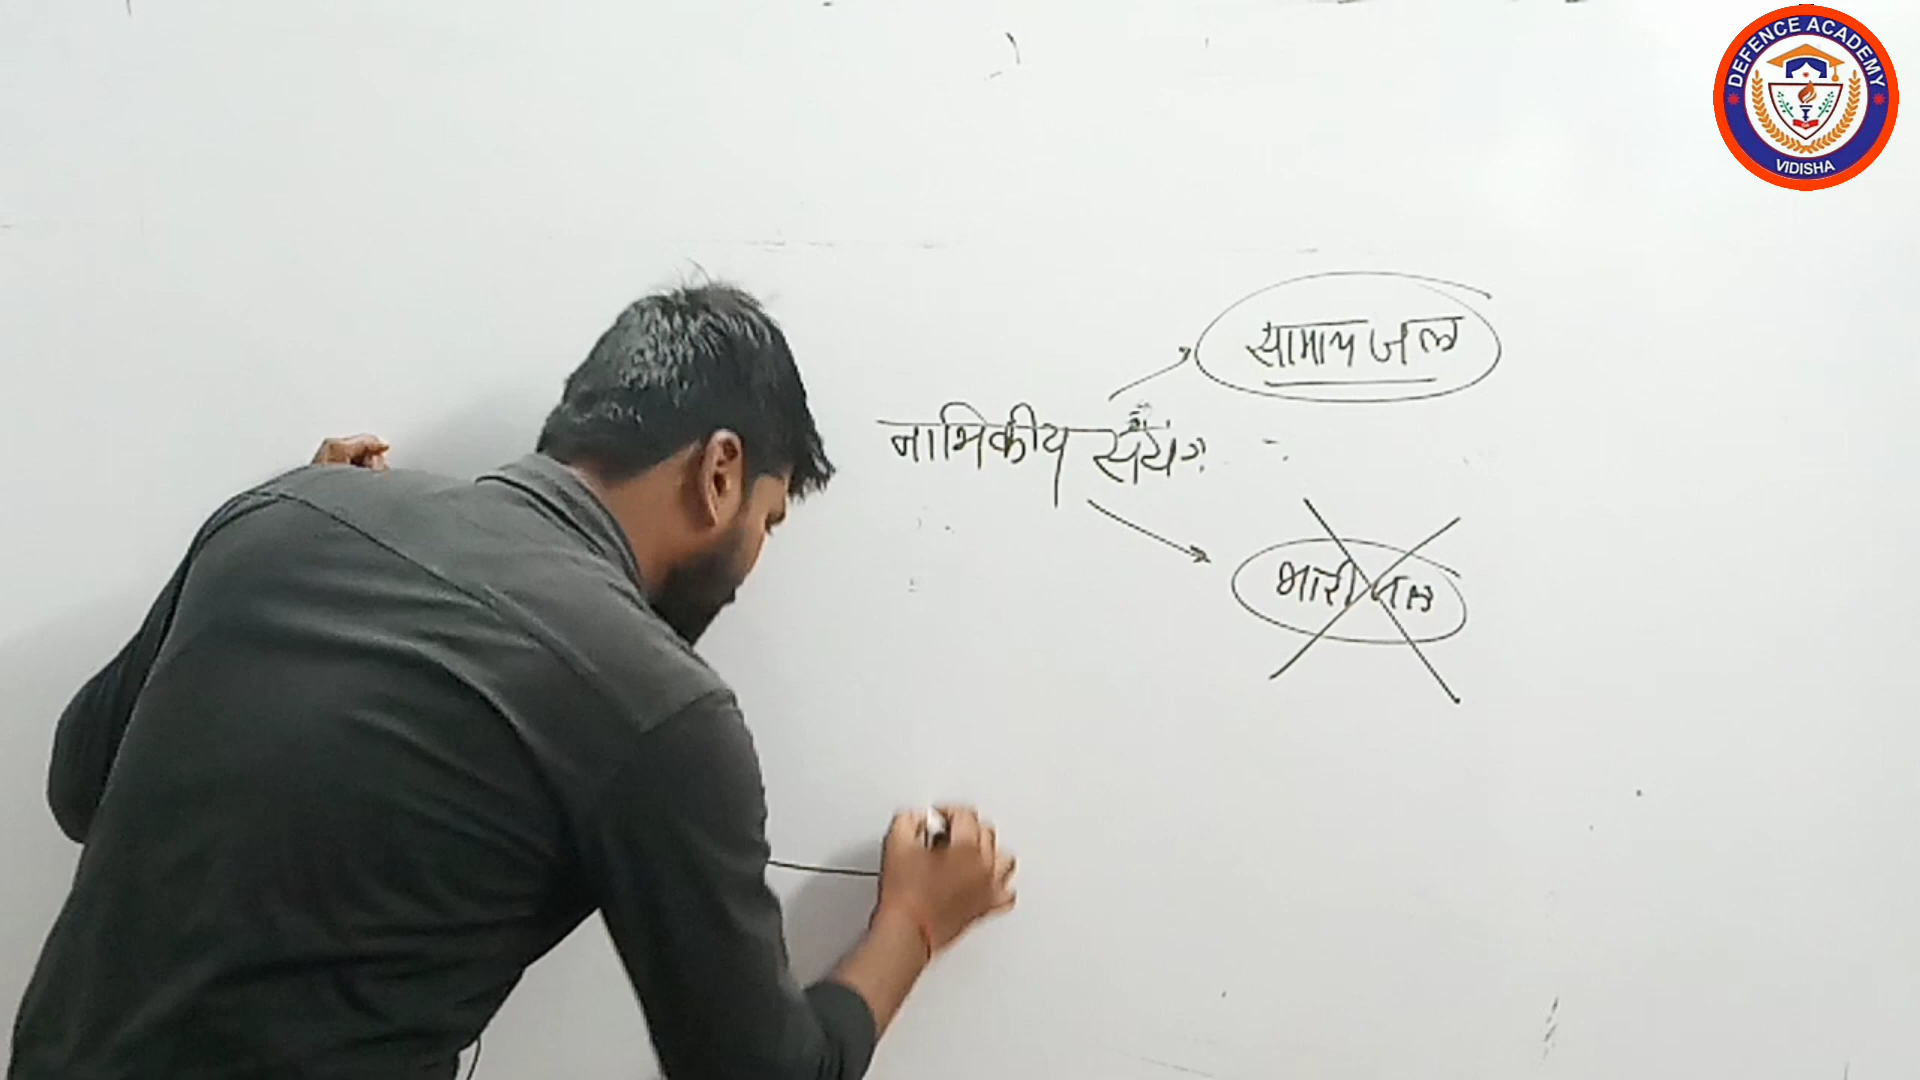 DEFENCE ACADEMY
VIDISHA
सामान्य जल
नाभिकीय संयंत्र
भारी जल